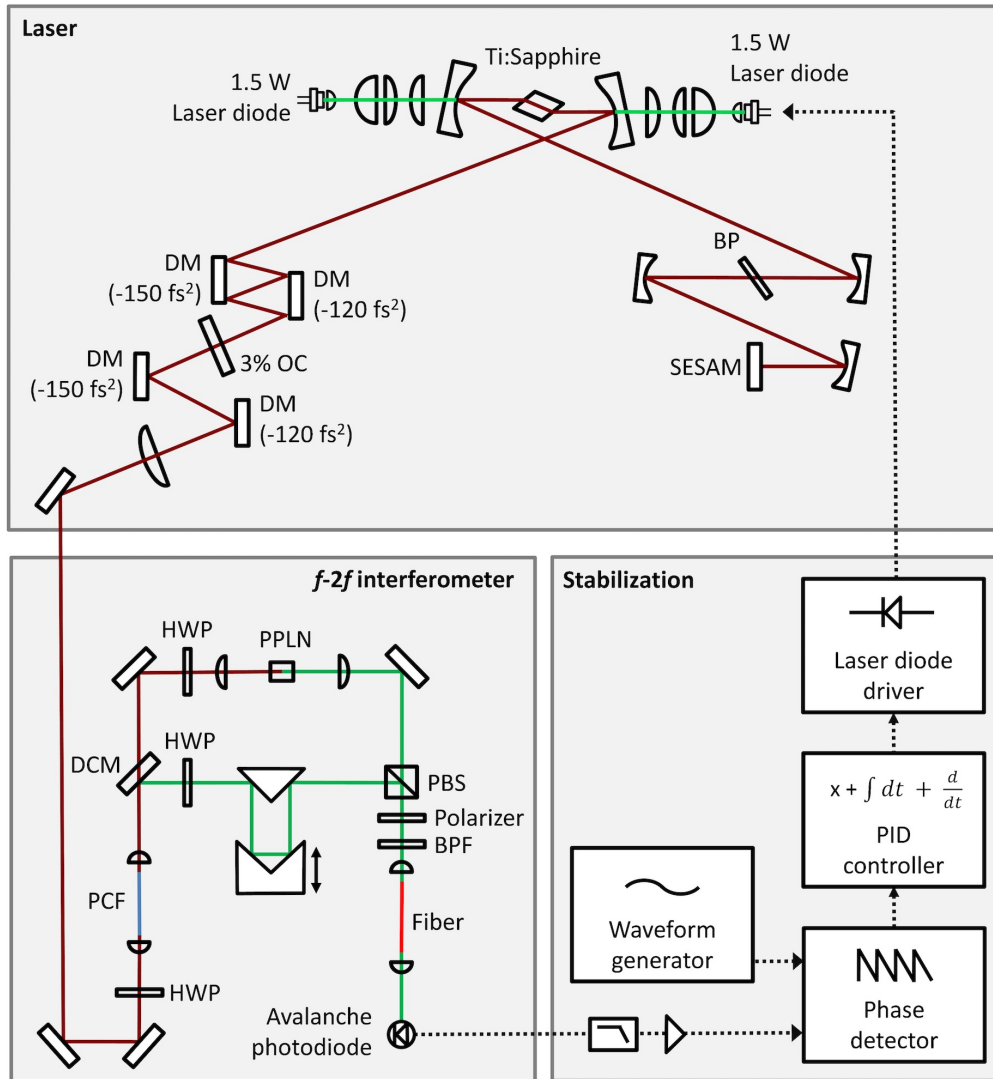 Laser
Ti:Sapphire
1.5 W
Laser diode
1.5 W
Laser diode
BP
DM
(-150 fs²)
DM
(-120 fs²)
3% OC
DM
(-150 fs²)
SESAM
DM
(-120 fs²)
f-2f interferometer
HWP
PPLN
HWP
DCM
PBS
Polarizer
BPF
PCF
Fiber
HWP
Avalanche
photodiode
Stabilization
Laser diode
driver
x + ∫ dt + d/dt
PID
controller
Waveform
generator
Phase
detector